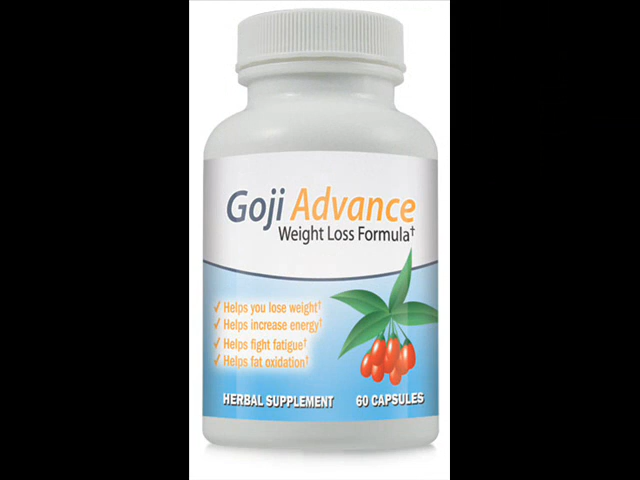 Goji Advance
Weight Loss Formula†
✓ Helps you lose weight†
✓ Helps increase energy†
✓ Helps fight fatigue†
✓ Helps fat oxidation†
HERBAL SUPPLEMENT 60 CAPSULES